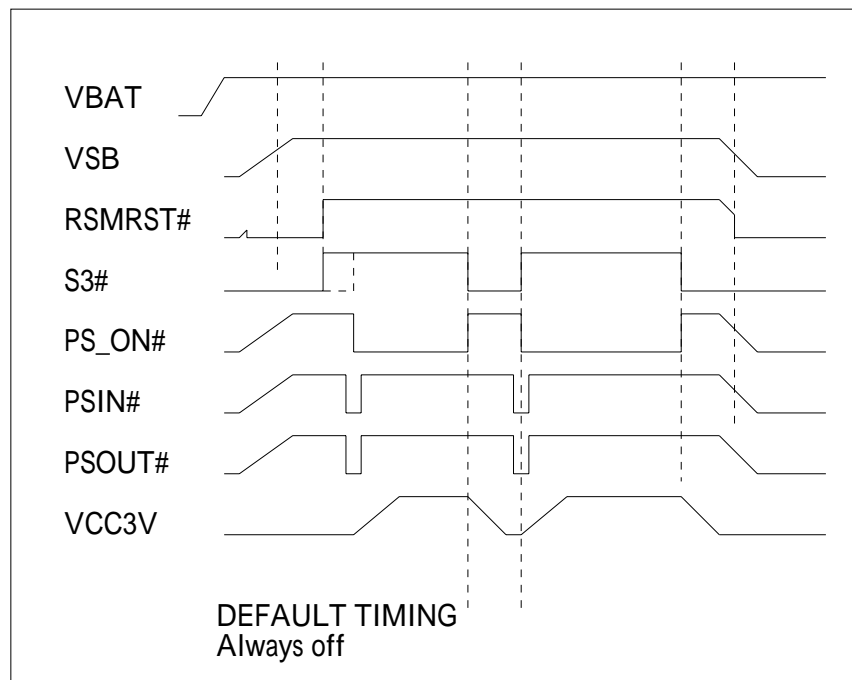 VBAT
VSB
RSMRST#
S3#
PS_ON#
PSIN#
PSOUT#
VCC3V
DEFAULT TIMING
Always off